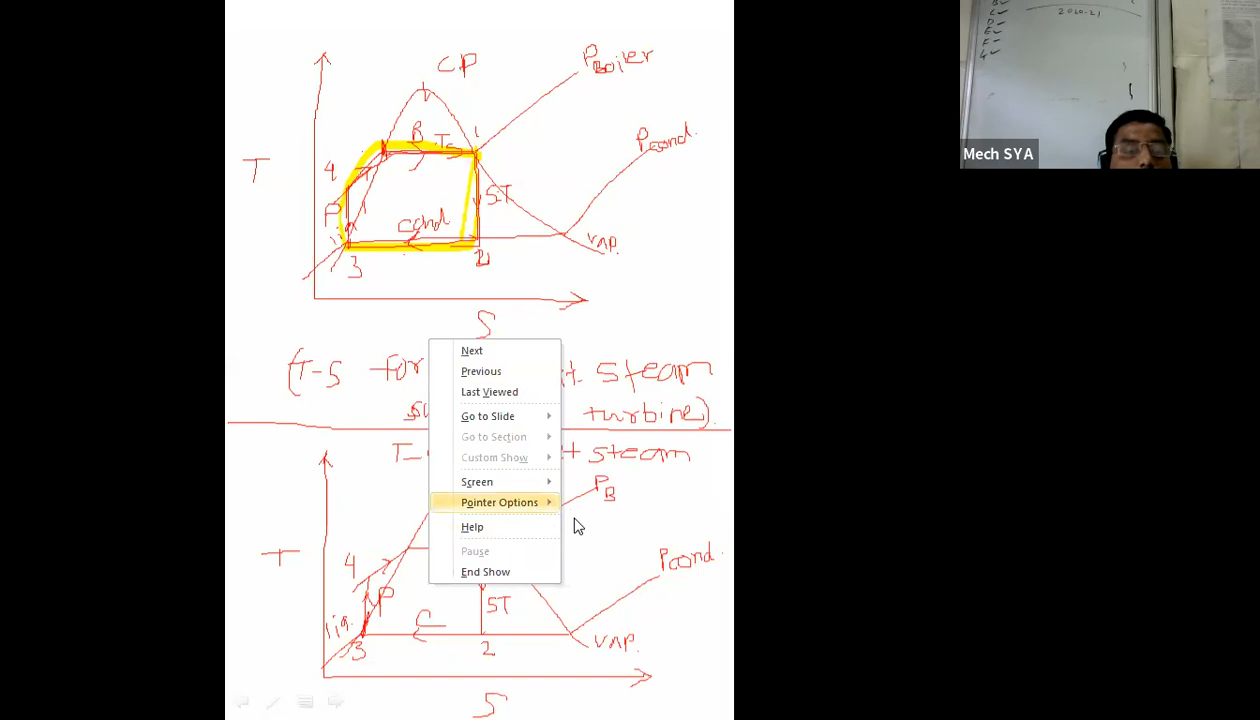 CP
PBoiler
T
4
B
Tc
1
Pcond.
P
ST
cond
vap.
3
2
S
(T-S for t. steam
turbine).
T t steam
Next
Previous
Last Viewed
Go to Slide
Go to Section
Custom Show
Screen
Pointer Options
Help
Pause
End Show
PB
T
4
P
ST
C
Pcond.
liq.
3
2
vap.
S
2020-21
Mech SYA